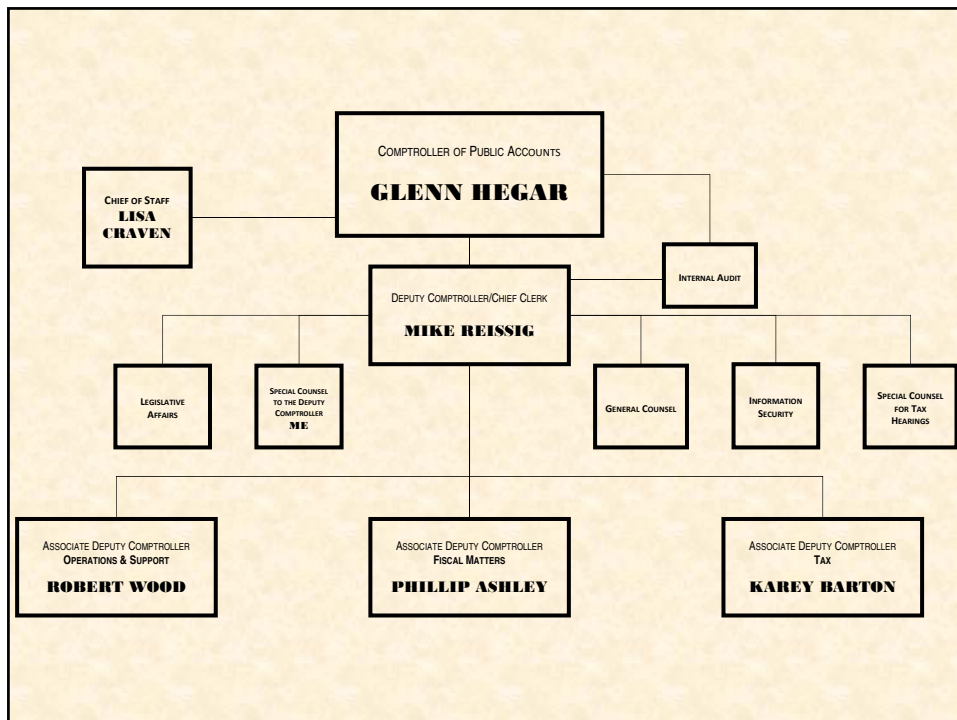 COMPTROLLER OF PUBLIC ACCOUNTS
GLENN HEGAR
CHIEF OF STAFF
LISA
CRAVEN
INTERNAL AUDIT
DEPUTY COMPTROLLER/CHIEF CLERK
MIKE REISSIG
LEGISLATIVE
AFFAIRS
SPECIAL COUNSEL
TO THE DEPUTY
COMPTROLLER
ME
GENERAL COUNSEL
INFORMATION
SECURITY
SPECIAL COUNSEL
FOR TAX
HEARINGS
ASSOCIATE DEPUTY COMPTROLLER
OPERATIONS & SUPPORT
ROBERT WOOD
ASSOCIATE DEPUTY COMPTROLLER
FISCAL MATTERS
PHILLIP ASHLEY
ASSOCIATE DEPUTY COMPTROLLER
TAX
KAREY BARTON